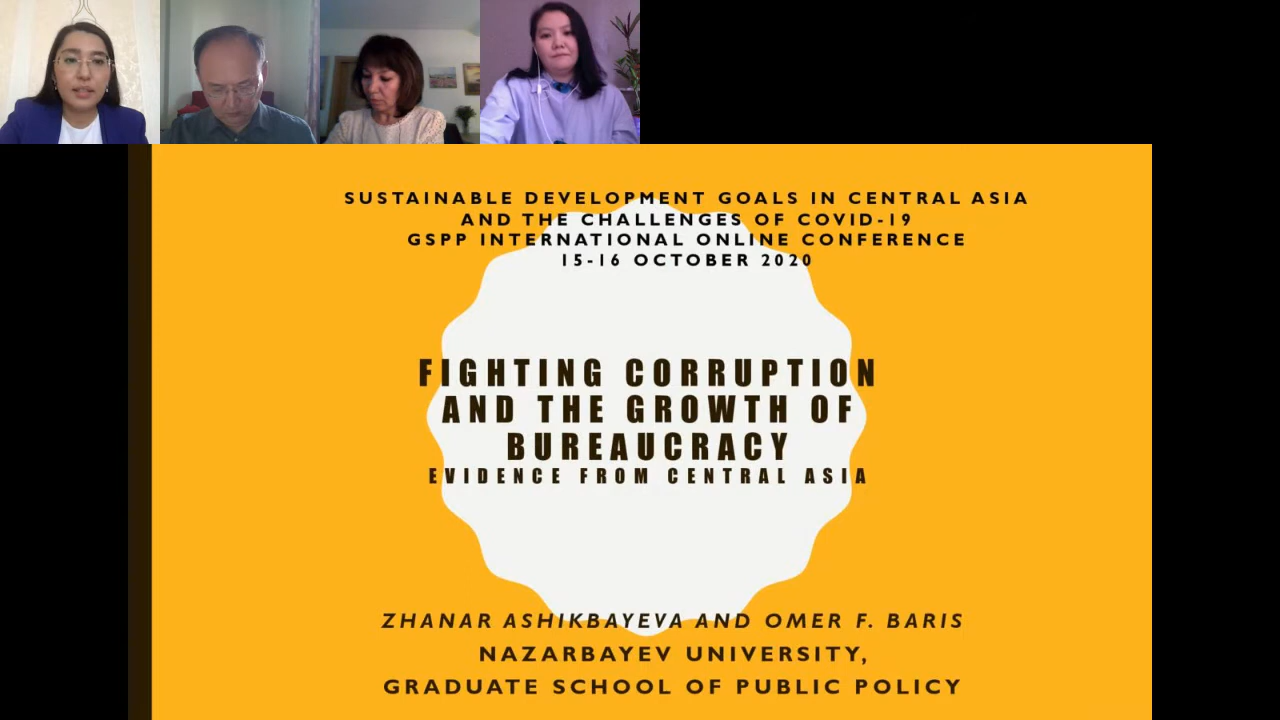 SUSTAINABLE DEVELOPMENT GOALS IN CENTRAL ASIA
AND THE CHALLENGES OF COVID-19
GSPP INTERNATIONAL ONLINE CONFERENCE
15-16 OCTOBER 2020
FIGHTING CORRUPTION
AND THE GROWTH OF
BUREAUCRACY
EVIDENCE FROM CENTRAL ASIA
ZHANAR ASHIKBAYEVA AND OMER F. BARIS
NAZARBAYEV UNIVERSITY,
GRADUATE SCHOOL OF PUBLIC POLICY